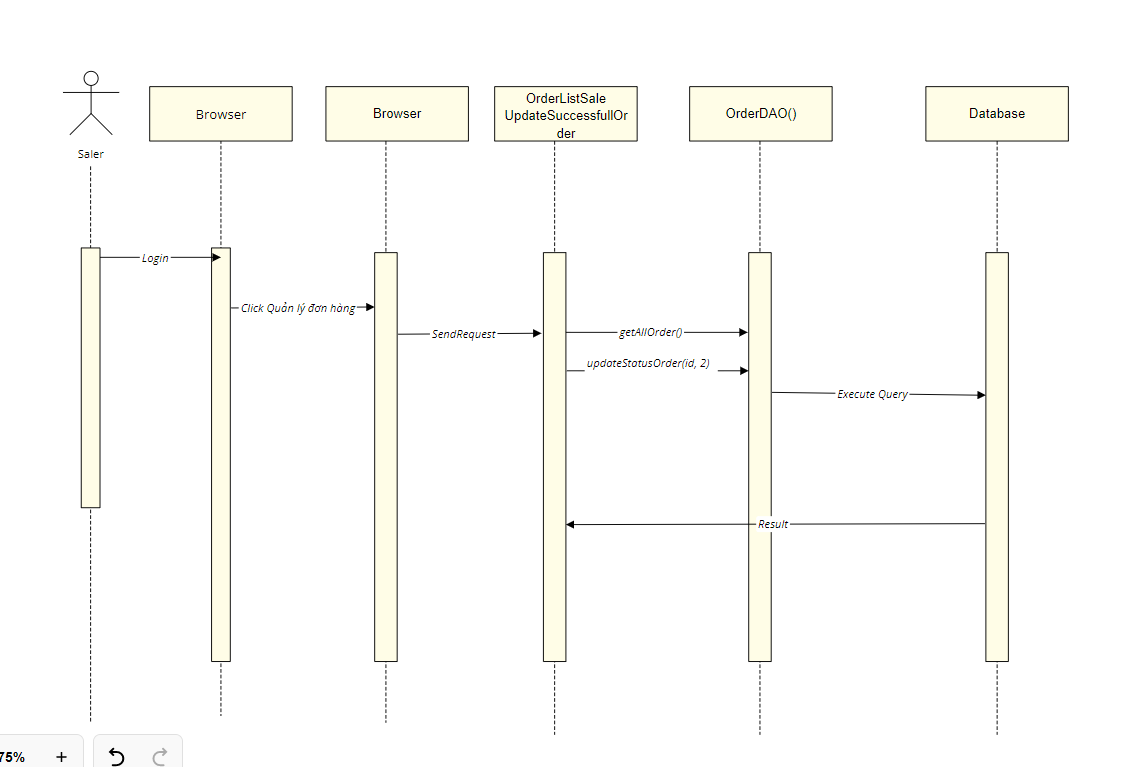 Saler
Browser
Browser
OrderListSale
UpdateSuccessfullOr
der
OrderDAO()
Database
Login
Click Quản lý đơn hàng
SendRequest
getAllOrder()
updateStatusOrder(id, 2)
Execute Query
Result
75%
+